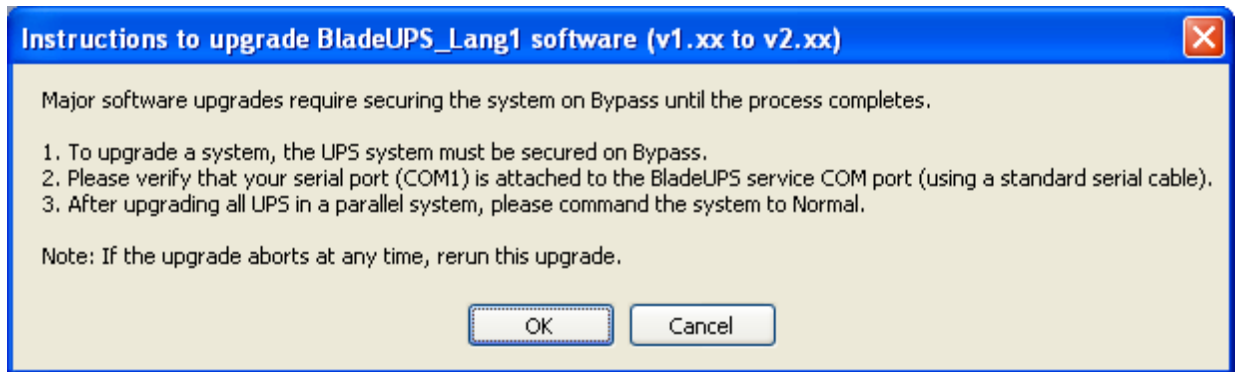 Instructions to upgrade BladeUPS_Lang1 software (v1.xx to v2.xx)
Major software upgrades require securing the system on Bypass until the process completes.
1. To upgrade a system, the UPS system must be secured on Bypass.
2. Please verify that your serial port (COM1) is attached to the BladeUPS service COM port (using a standard serial cable).
3. After upgrading all UPS in a parallel system, please command the system to Normal.
Note: If the upgrade aborts at any time, rerun this upgrade.
OK Cancel